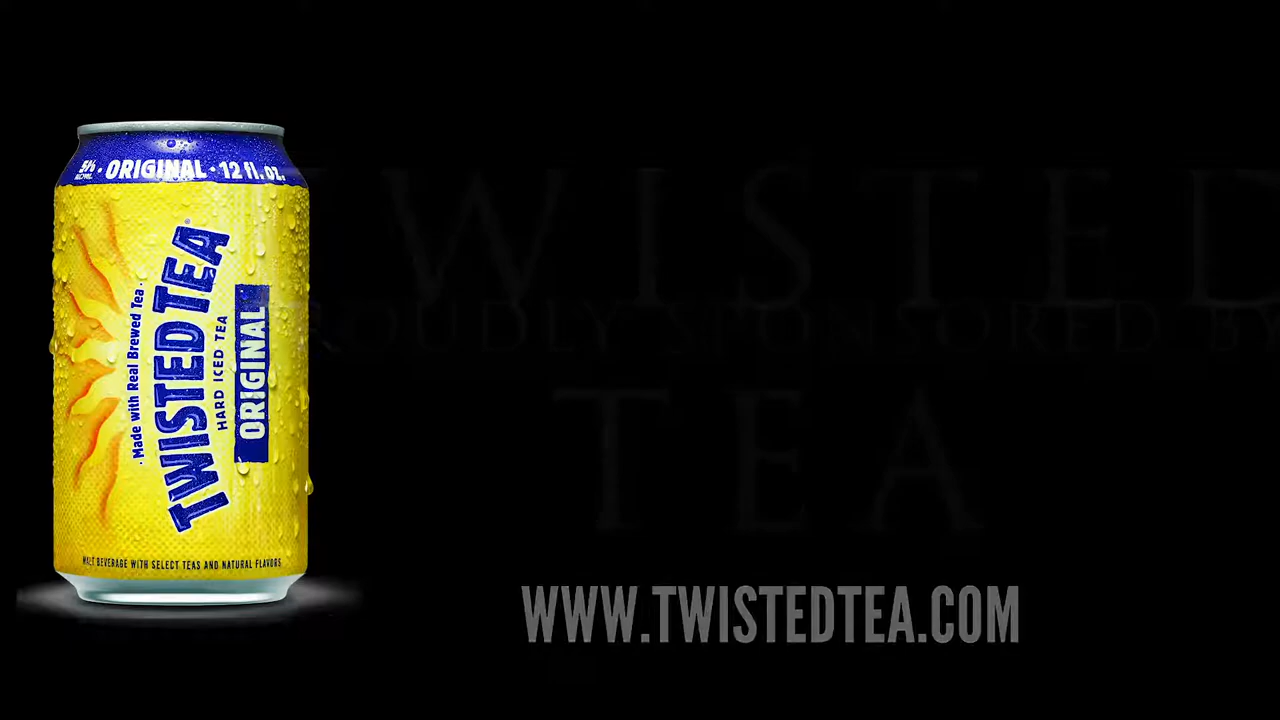 5% · ORIGINAL · 12 fl. oz.
ALC/VOL
· Made with Real Brewed Tea ·
TWISTED TEA®
HARD ICED TEA
ORIGINAL
MALT BEVERAGE WITH SELECT TEAS AND NATURAL FLAVORS
TWISTED
PROUDLY SPONSORED BY
TEA
WWW.TWISTEDTEA.COM